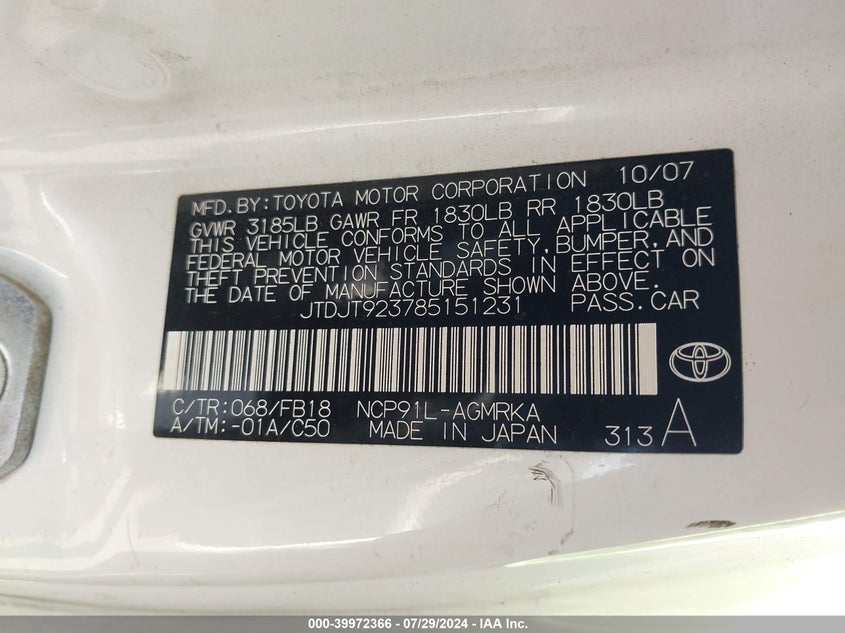 MFD.BY:TOYOTA MOTOR CORPORATION 10/07
GVWR 3185LB GAWR FR 1830LB RR 1830LB
THIS VEHICLE CONFORMS TO ALL APPLICABLE
FEDERAL MOTOR VEHICLE SAFETY,BUMPER,AND
THEFT PREVENTION STANDARDS IN EFFECT ON
THE DATE OF MANUFACTURE SHOWN ABOVE.
JTDJT923785151231 PASS.CAR
C/TR:068/FB18 NCP91L-AGMRKA
A/TM:-01A/C50 MADE IN JAPAN 313 A
000-39972366 - 07/29/2024 - IAA Inc.